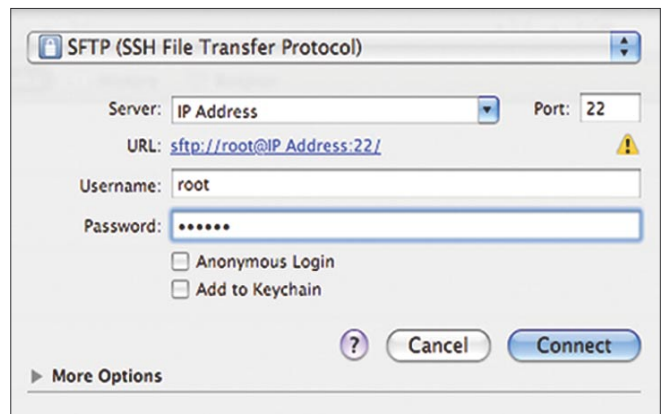 SFTP (SSH File Transfer Protocol)
Server: IP Address Port: 22
URL: sftp://root@IP Address:22/
Username: root
Password: ••••••
Anonymous Login
Add to Keychain
? Cancel Connect
More Options